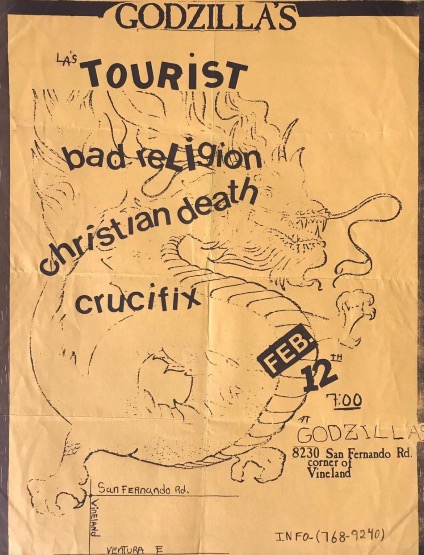 GODZILLA'S
LA'S TOURIST
bad reLigion
christian death
crucifix
FEB. 12TH
7:00
AT
GODZILLA'S
8230 San Fernando Rd.
corner of
Vineland
San Fernando Rd.
Vineland
VENTURA E
INFO-(768-9240)